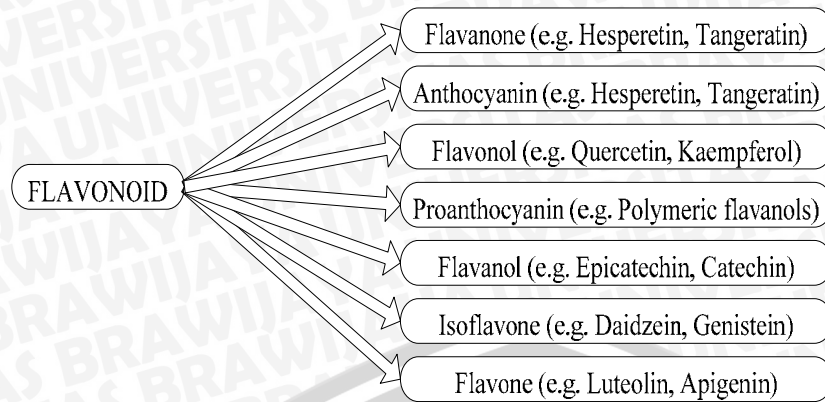 Flavanone (e.g. Hesperetin, Tangeratin)
Anthocyanin (e.g. Hesperetin, Tangeratin)
Flavonol (e.g. Quercetin, Kaempferol)
FLAVONOID
Proanthocyanin (e.g. Polymeric flavanols)
Flavanol (e.g. Epicatechin, Catechin)
Isoflavone (e.g. Daidzein, Genistein)
Flavone (e.g. Luteolin, Apigenin)